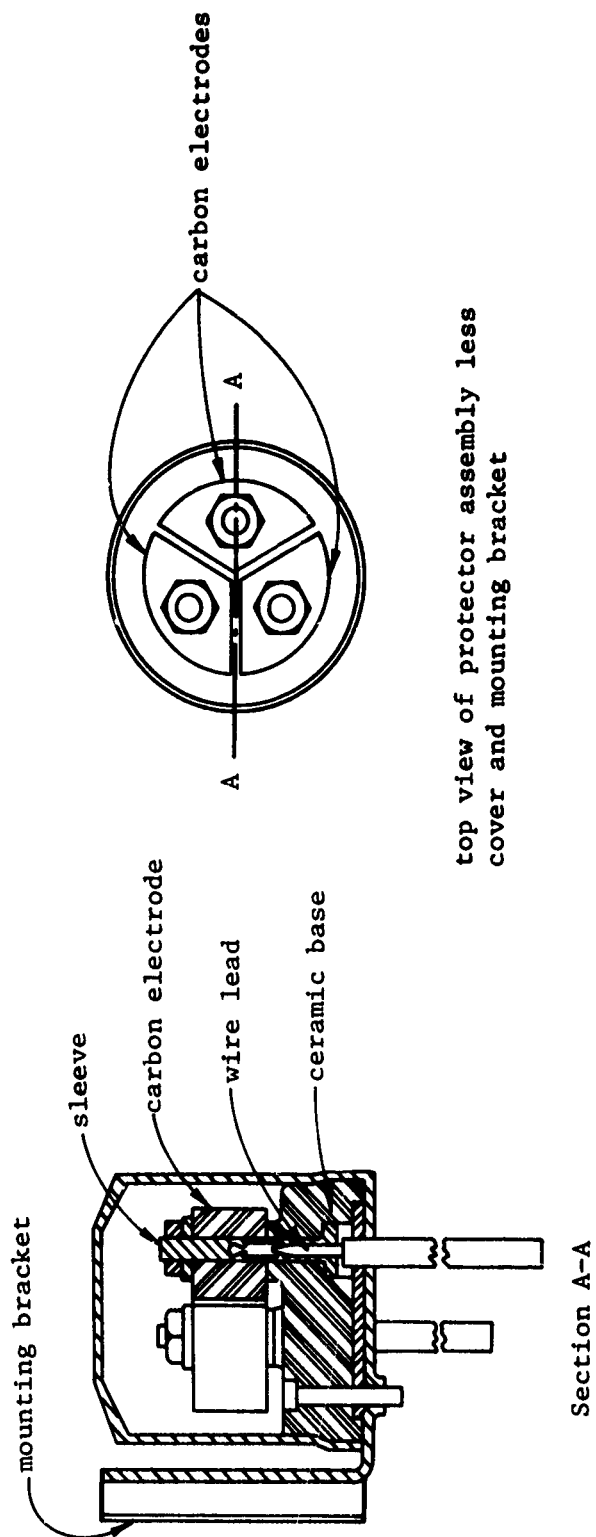 mounting bracket
sleeve
carbon electrode
wire lead
ceramic base
Section A-A
carbon electrodes
A
A
top view of protector assembly less
cover and mounting bracket